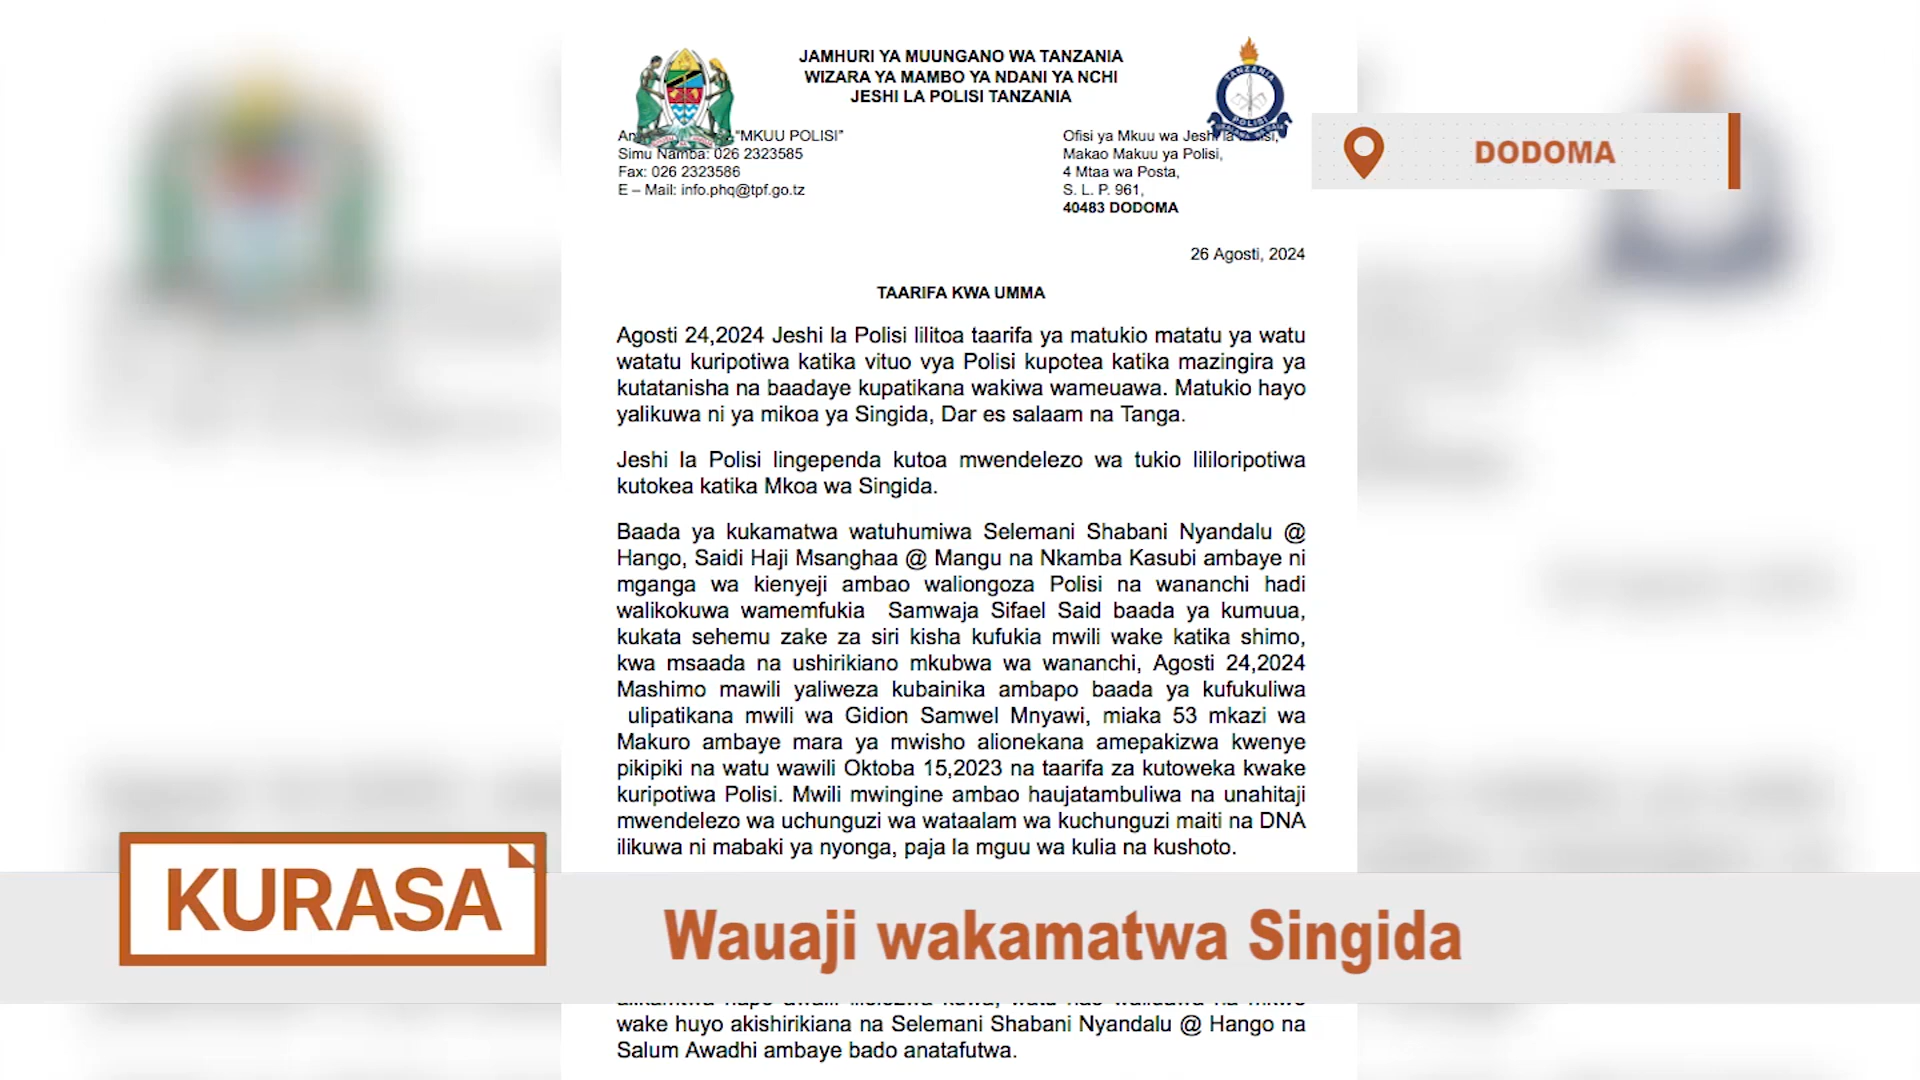 JAMHURI YA MUUNGANO WA TANZANIA
WIZARA YA MAMBO YA NDANI YA NCHI
JESHI LA POLISI TANZANIA
TANZANIA
POLISI
"MKUU POLISI"
Simu Namba: 026 2323585
Fax: 026 2323586
E – Mail: info.phq@tpf.go.tz
Ofisi ya Mkuu wa Jeshi la Polisi,
Makao Makuu ya Polisi,
4 Mtaa wa Posta,
S. L. P. 961,
40483 DODOMA
DODOMA
26 Agosti, 2024
TAARIFA KWA UMMA
Agosti 24,2024 Jeshi la Polisi lilitoa taarifa ya matukio matatu ya watu
watatu kuripotiwa katika vituo vya Polisi kupotea katika mazingira ya
kutatanisha na baadaye kupatikana wakiwa wameuawa. Matukio hayo
yalikuwa ni ya mikoa ya Singida, Dar es salaam na Tanga.
Jeshi la Polisi lingependa kutoa mwendelezo wa tukio lililoripotiwa
kutokea katika Mkoa wa Singida.
Baada ya kukamatwa watuhumiwa Selemani Shabani Nyandalu @
Hango, Saidi Haji Msanghaa @ Mangu na Nkamba Kasubi ambaye ni
mganga wa kienyeji ambao waliongoza Polisi na wananchi hadi
walikokuwa wamemfukia Samwaja Sifael Said baada ya kumuua,
kukata sehemu zake za siri kisha kufukia mwili wake katika shimo,
kwa msaada na ushirikiano mkubwa wa wananchi, Agosti 24,2024
Mashimo mawili yaliweza kubainika ambapo baada ya kufukuliwa
ulipatikana mwili wa Gidion Samwel Mnyawi, miaka 53 mkazi wa
Makuro ambaye mara ya mwisho alionekana amepakizwa kwenye
pikipiki na watu wawili Oktoba 15,2023 na taarifa za kutoweka kwake
kuripotiwa Polisi. Mwili mwingine ambao haujatambuliwa na unahitaji
mwendelezo wa uchunguzi wa wataalam wa kuchunguzi maiti na DNA
ilikuwa ni mabaki ya nyonga, paja la mguu wa kulia na kushoto.
KURASA
Wauaji wakamatwa Singida
wake huyo akishirikiana na Selemani Shabani Nyandalu @ Hango na
Salum Awadhi ambaye bado anatafutwa.